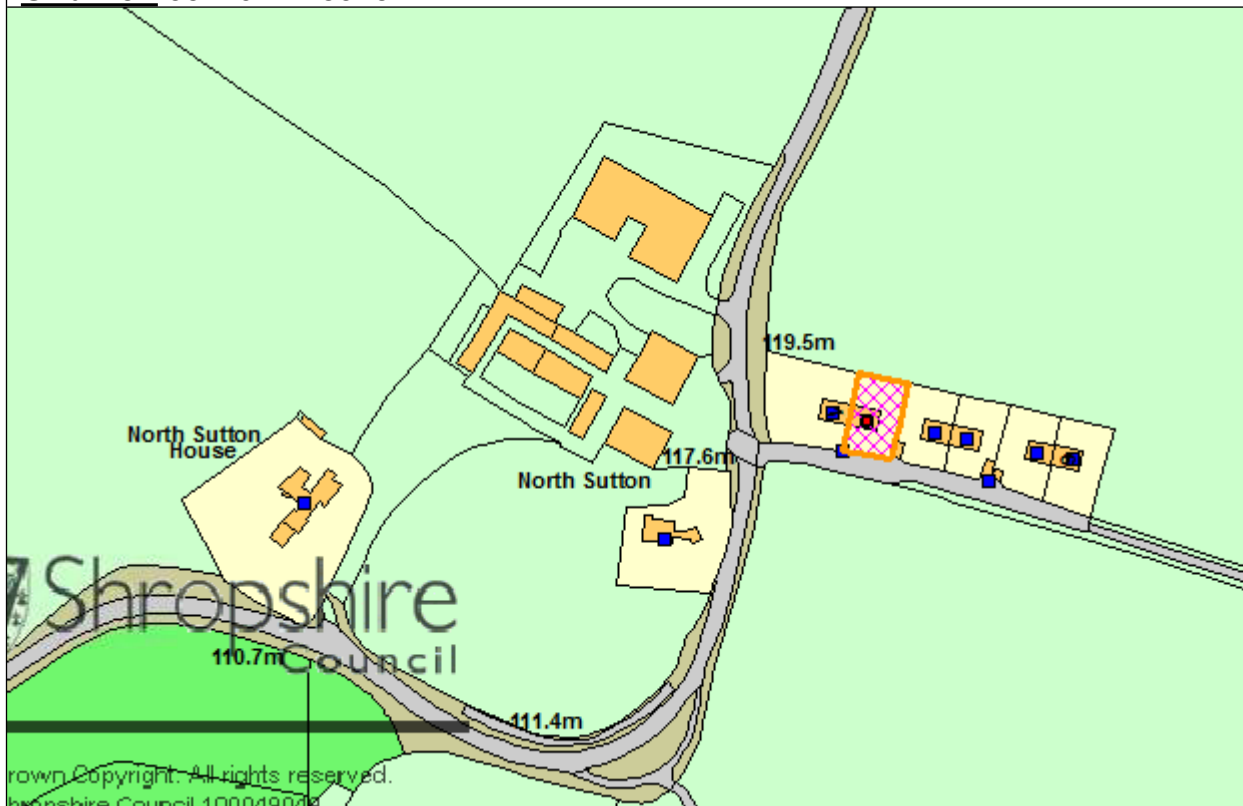 119.5m
North Sutton
House
117.6m
North Sutton
Shropshire
Council
110.7m
111.4m
rown Copyright. All rights reserved.
hropshire Council